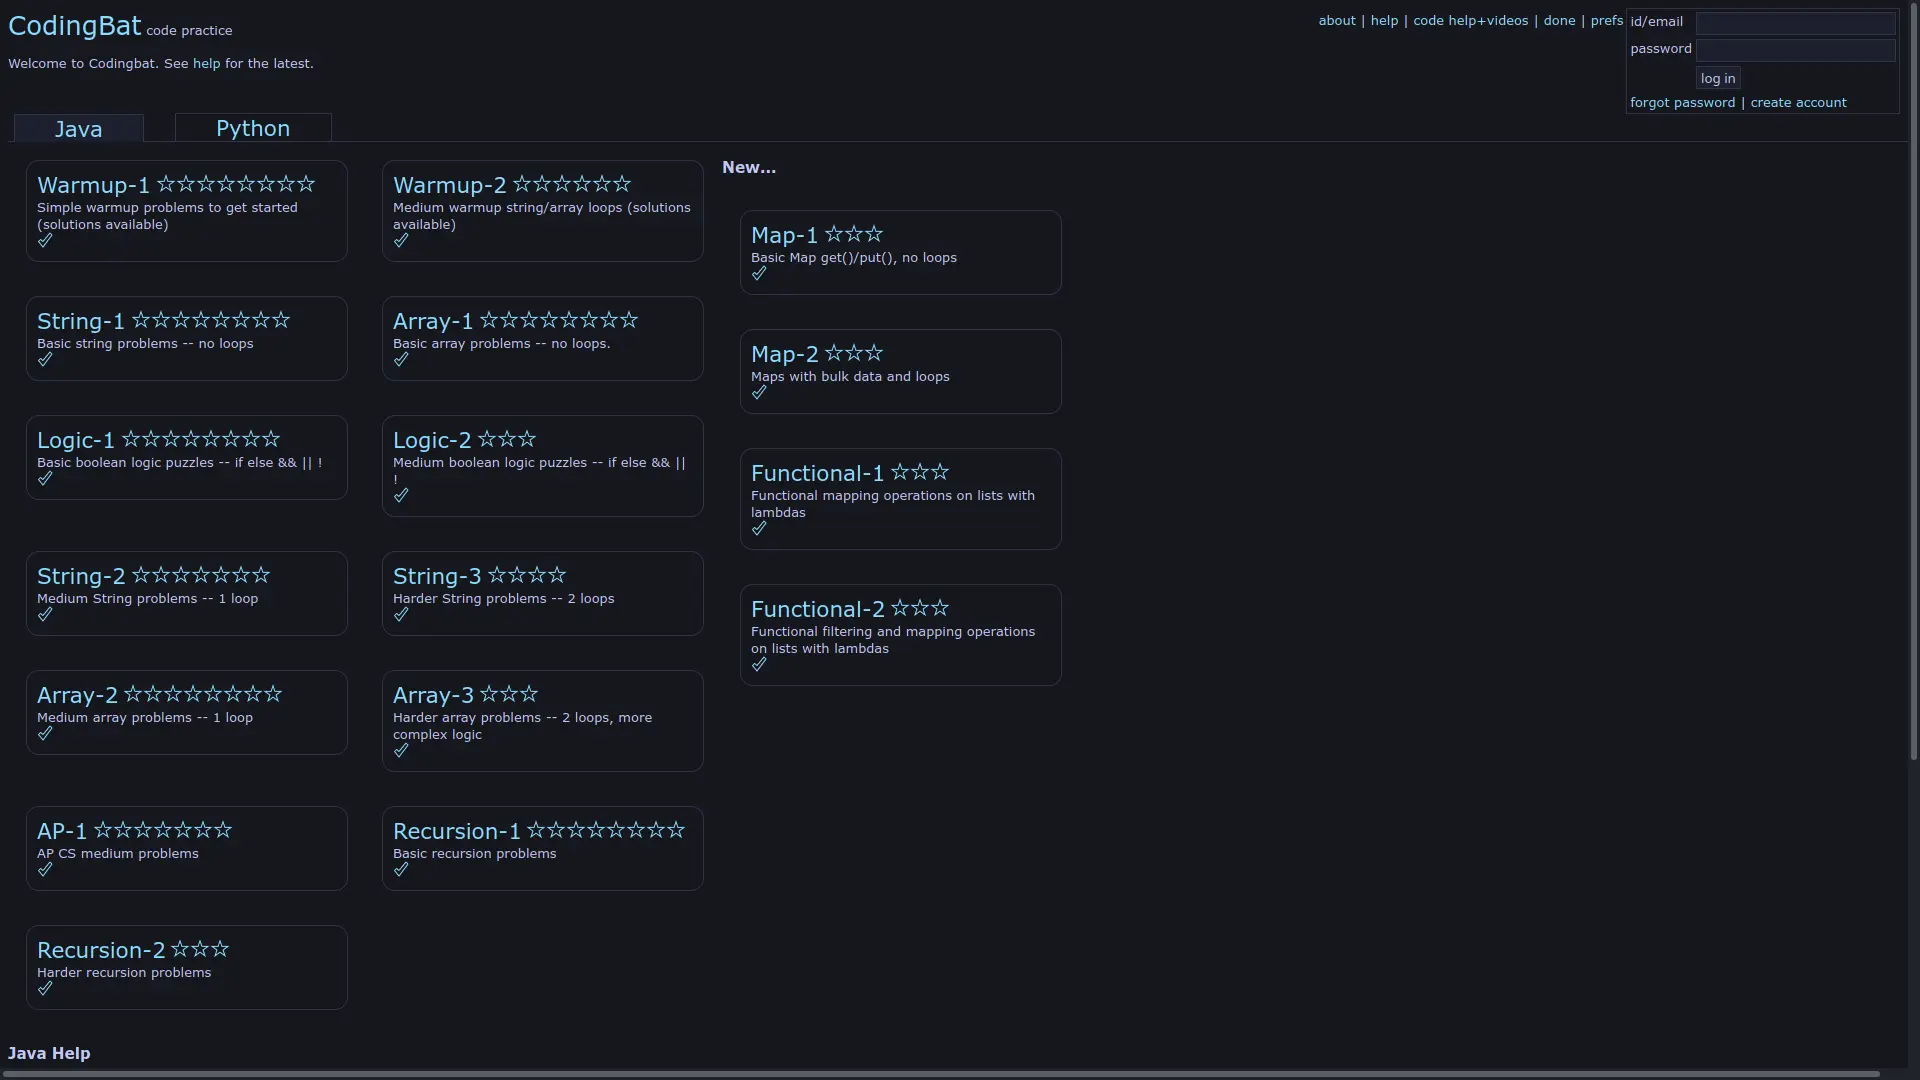 CodingBat code practice
about | help | code help+videos | done | prefs
id/email
password
log in
forgot password | create account
Welcome to Codingbat. See help for the latest.
Java
Python
Warmup-1 ☆☆☆☆☆☆☆☆
Simple warmup problems to get started
(solutions available)
Warmup-2 ☆☆☆☆☆☆
Medium warmup string/array loops (solutions
available)
String-1 ☆☆☆☆☆☆☆☆
Basic string problems -- no loops
Array-1 ☆☆☆☆☆☆☆☆
Basic array problems -- no loops.
Logic-1 ☆☆☆☆☆☆☆☆
Basic boolean logic puzzles -- if else && || !
Logic-2 ☆☆☆
Medium boolean logic puzzles -- if else && ||
!
String-2 ☆☆☆☆☆☆☆
Medium String problems -- 1 loop
String-3 ☆☆☆☆
Harder String problems -- 2 loops
Array-2 ☆☆☆☆☆☆☆☆
Medium array problems -- 1 loop
Array-3 ☆☆☆
Harder array problems -- 2 loops, more
complex logic
AP-1 ☆☆☆☆☆☆☆
AP CS medium problems
Recursion-1 ☆☆☆☆☆☆☆☆
Basic recursion problems
Recursion-2 ☆☆☆
Harder recursion problems
New...
Map-1 ☆☆☆
Basic Map get()/put(), no loops
Map-2 ☆☆☆
Maps with bulk data and loops
Functional-1 ☆☆☆
Functional mapping operations on lists with
lambdas
Functional-2 ☆☆☆
Functional filtering and mapping operations
on lists with lambdas
Java Help